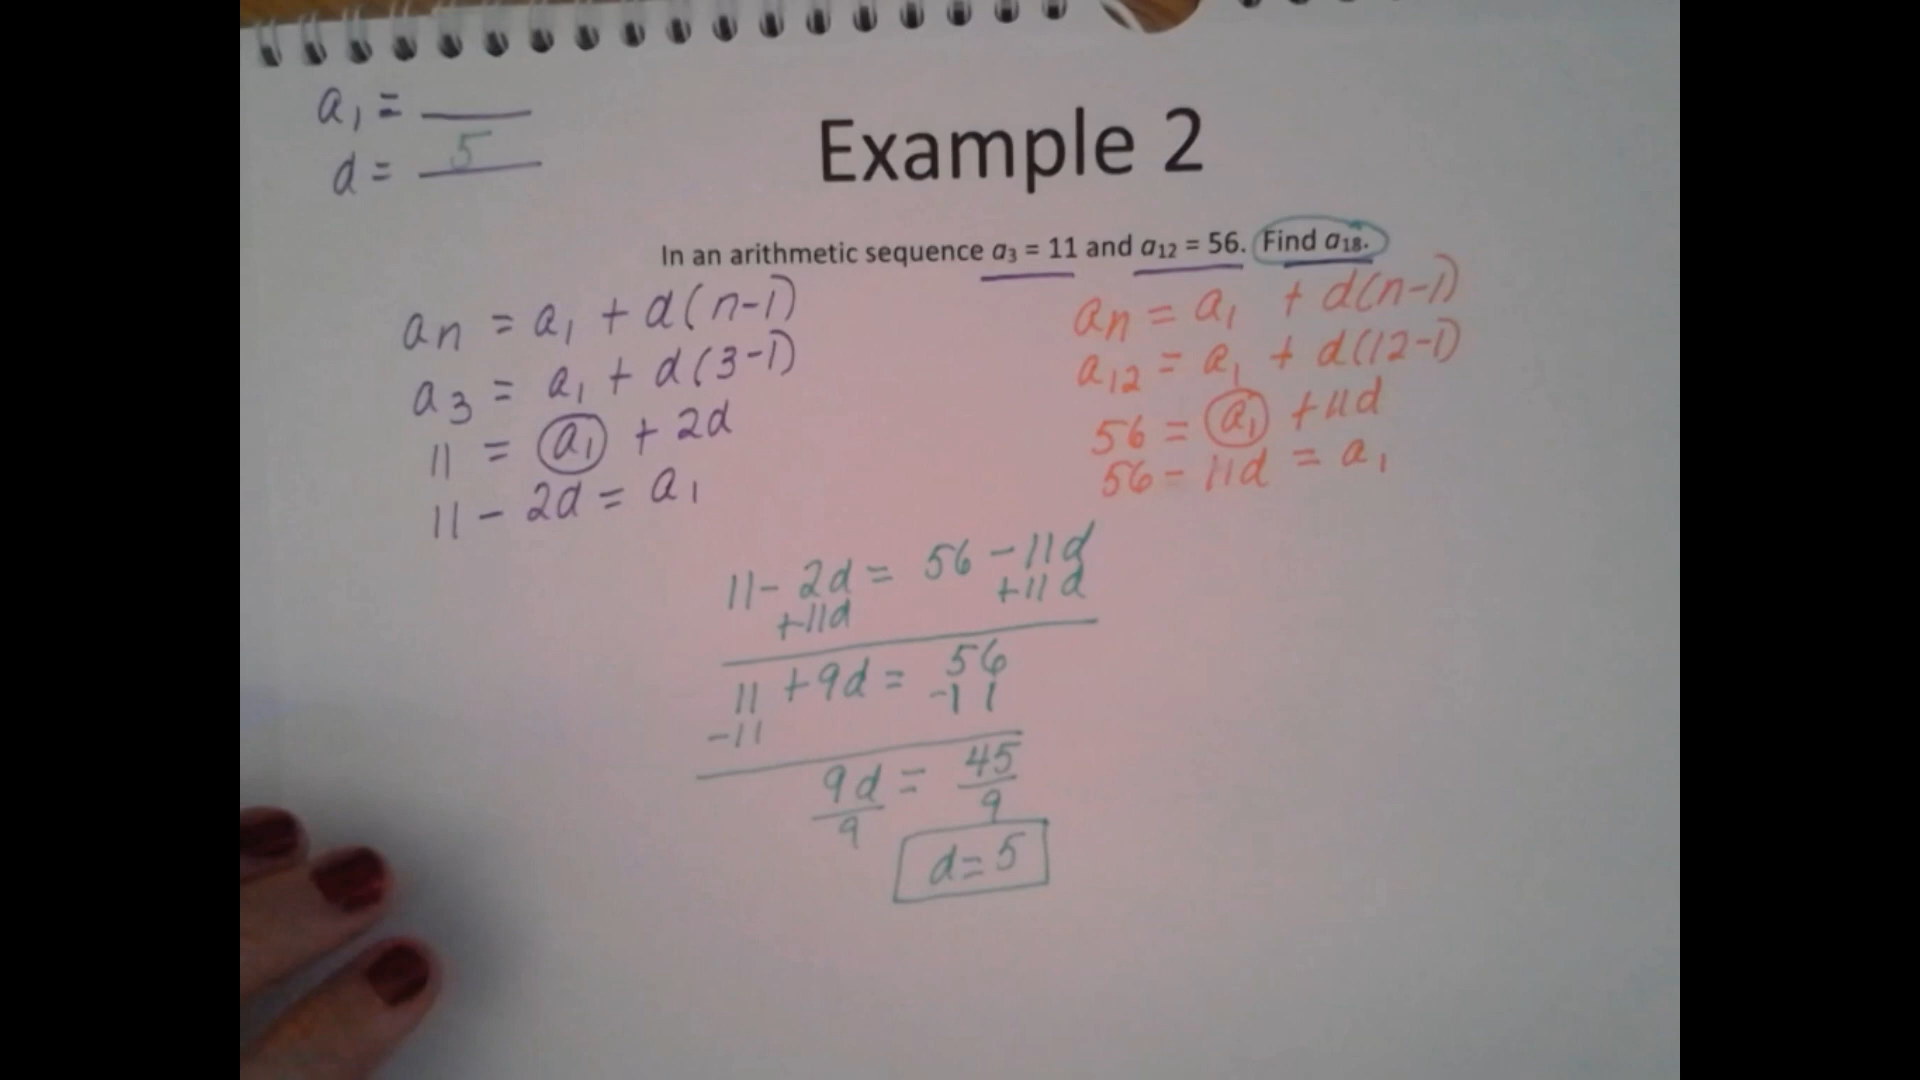 a₁ = ___
d = 5
Example 2
In an arithmetic sequence a₃ = 11 and a₁₂ = 56. Find a₁₈.
an = a₁ + d(n-1)
a₃ = a₁ + d(3-1)
11 = a₁ + 2d
11 - 2d = a₁
an = a₁ + d(n-1)
a₁₂ = a₁ + d(12-1)
56 = a₁ + 11d
56 - 11d = a₁
11 - 2d = 56 - 11d
+11d +11d
11 + 9d = 56
-11 -11
9d = 45
9 9
d = 5